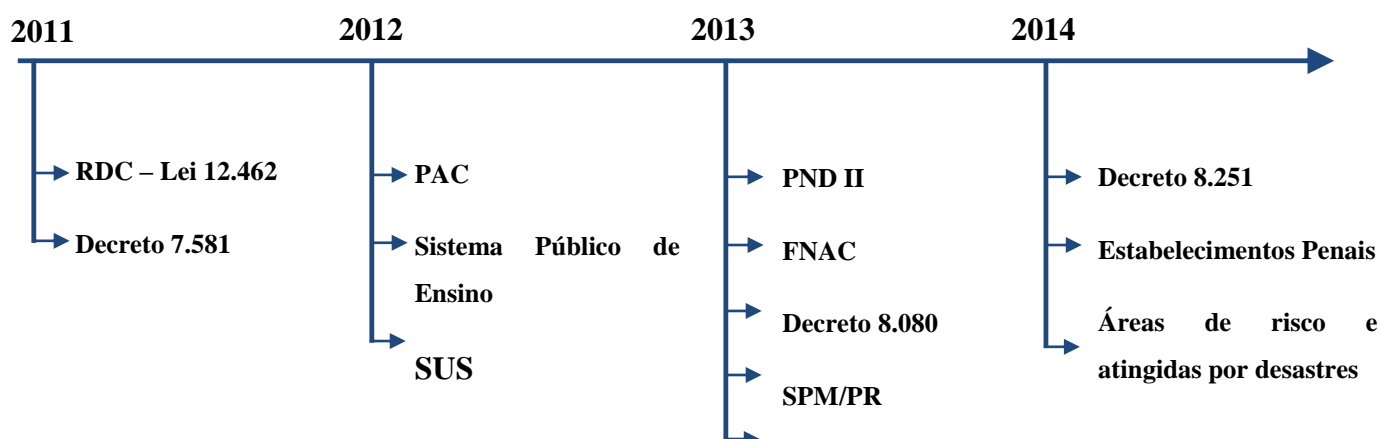 2011
2012
2013
2014
RDC – Lei 12.462
Decreto 7.581
PAC
Sistema Público de
Ensino
SUS
PND II
FNAC
Decreto 8.080
SPM/PR
Decreto 8.251
Estabelecimentos Penais
Áreas de risco e
atingidas por desastres